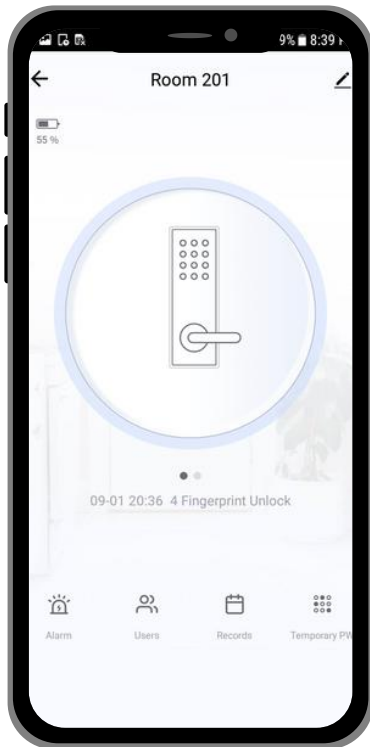 9% 8:39
Room 201
55 %
09-01 20:36 4 Fingerprint Unlock
Alarm Users Records Temporary PW